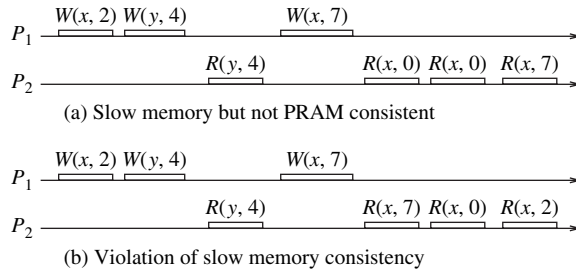 W(x, 2) W(y, 4) W(x, 7)
P1
R(y, 4) R(x, 0) R(x, 0) R(x, 7)
P2
(a) Slow memory but not PRAM consistent
W(x, 2) W(y, 4) W(x, 7)
P1
R(y, 4) R(x, 7) R(x, 0) R(x, 2)
P2
(b) Violation of slow memory consistency